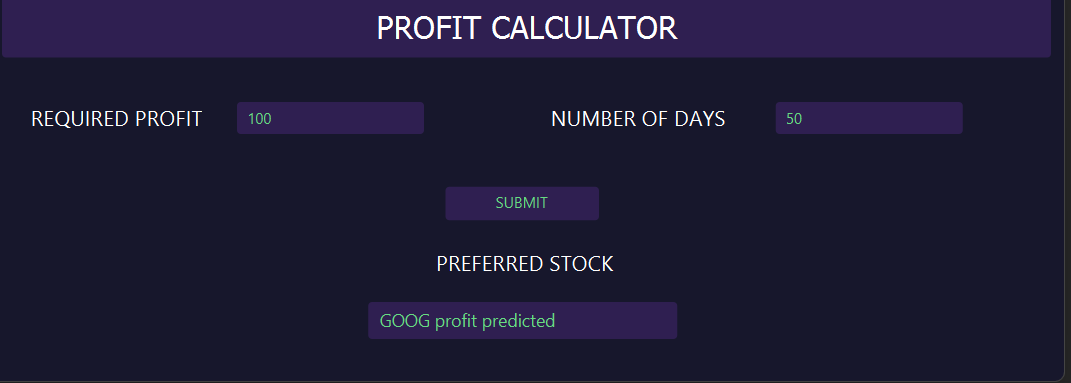 PROFIT CALCULATOR
REQUIRED PROFIT 100 NUMBER OF DAYS 50
SUBMIT
PREFERRED STOCK
GOOG profit predicted